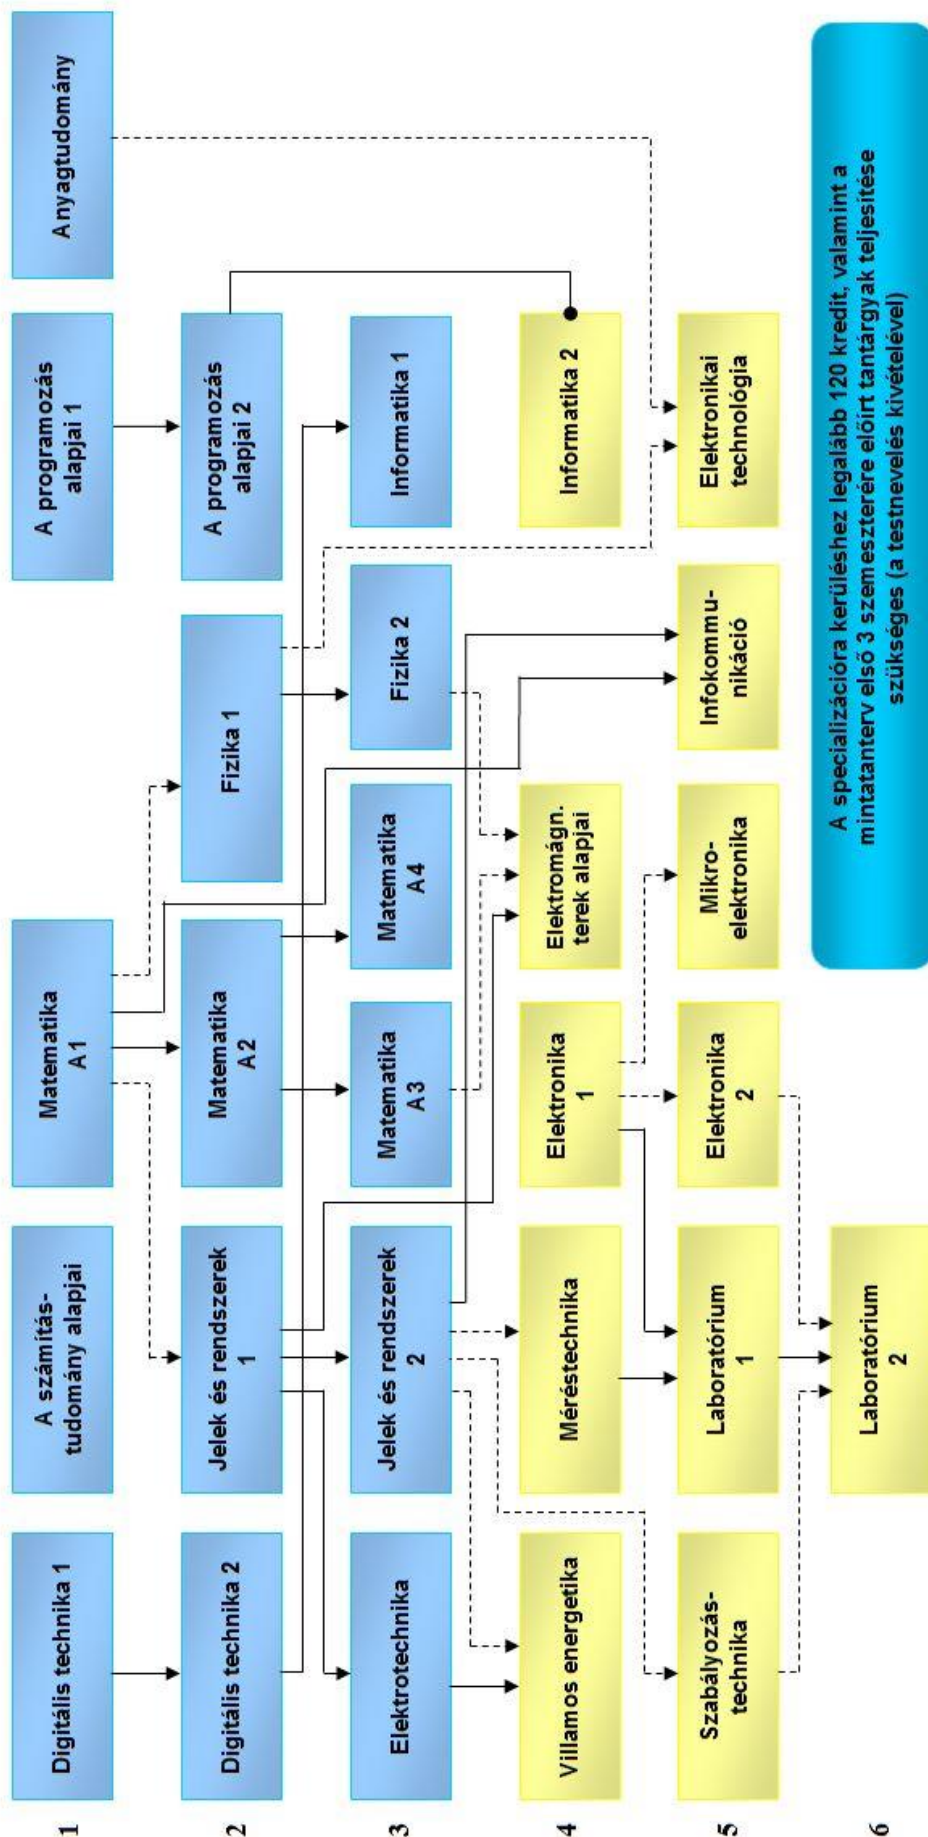 1
Digitális technika 1
A számítás-
tudomány alapjai
Matematika
A1
A programozás
alapjai 1
Anyagtudomány
2
Digitális technika 2
Jelek és rendszerek
1
Matematika
A2
Fizika 1
A programozás
alapjai 2
3
Elektrotechnika
Jelek és rendszerek
2
Matematika
A3
Matematika
A4
Fizika 2
Informatika 1
4
Villamos energetika
Méréstechnika
Elektronika
1
Elektromágn.
terek alapjai
Informatika 2
5
Szabályozás-
technika
Laboratórium
1
Elektronika
2
Mikro-
elektronika
Infokommu-
nikáció
Elektronikai
technológia
6
Laboratórium
2
A specializációra kerüléshez legalább 120 kredit, valamint a
mintatanterv első 3 szemeszterére előírt tantárgyak teljesítése
szükséges (a testnevelés kivételével)